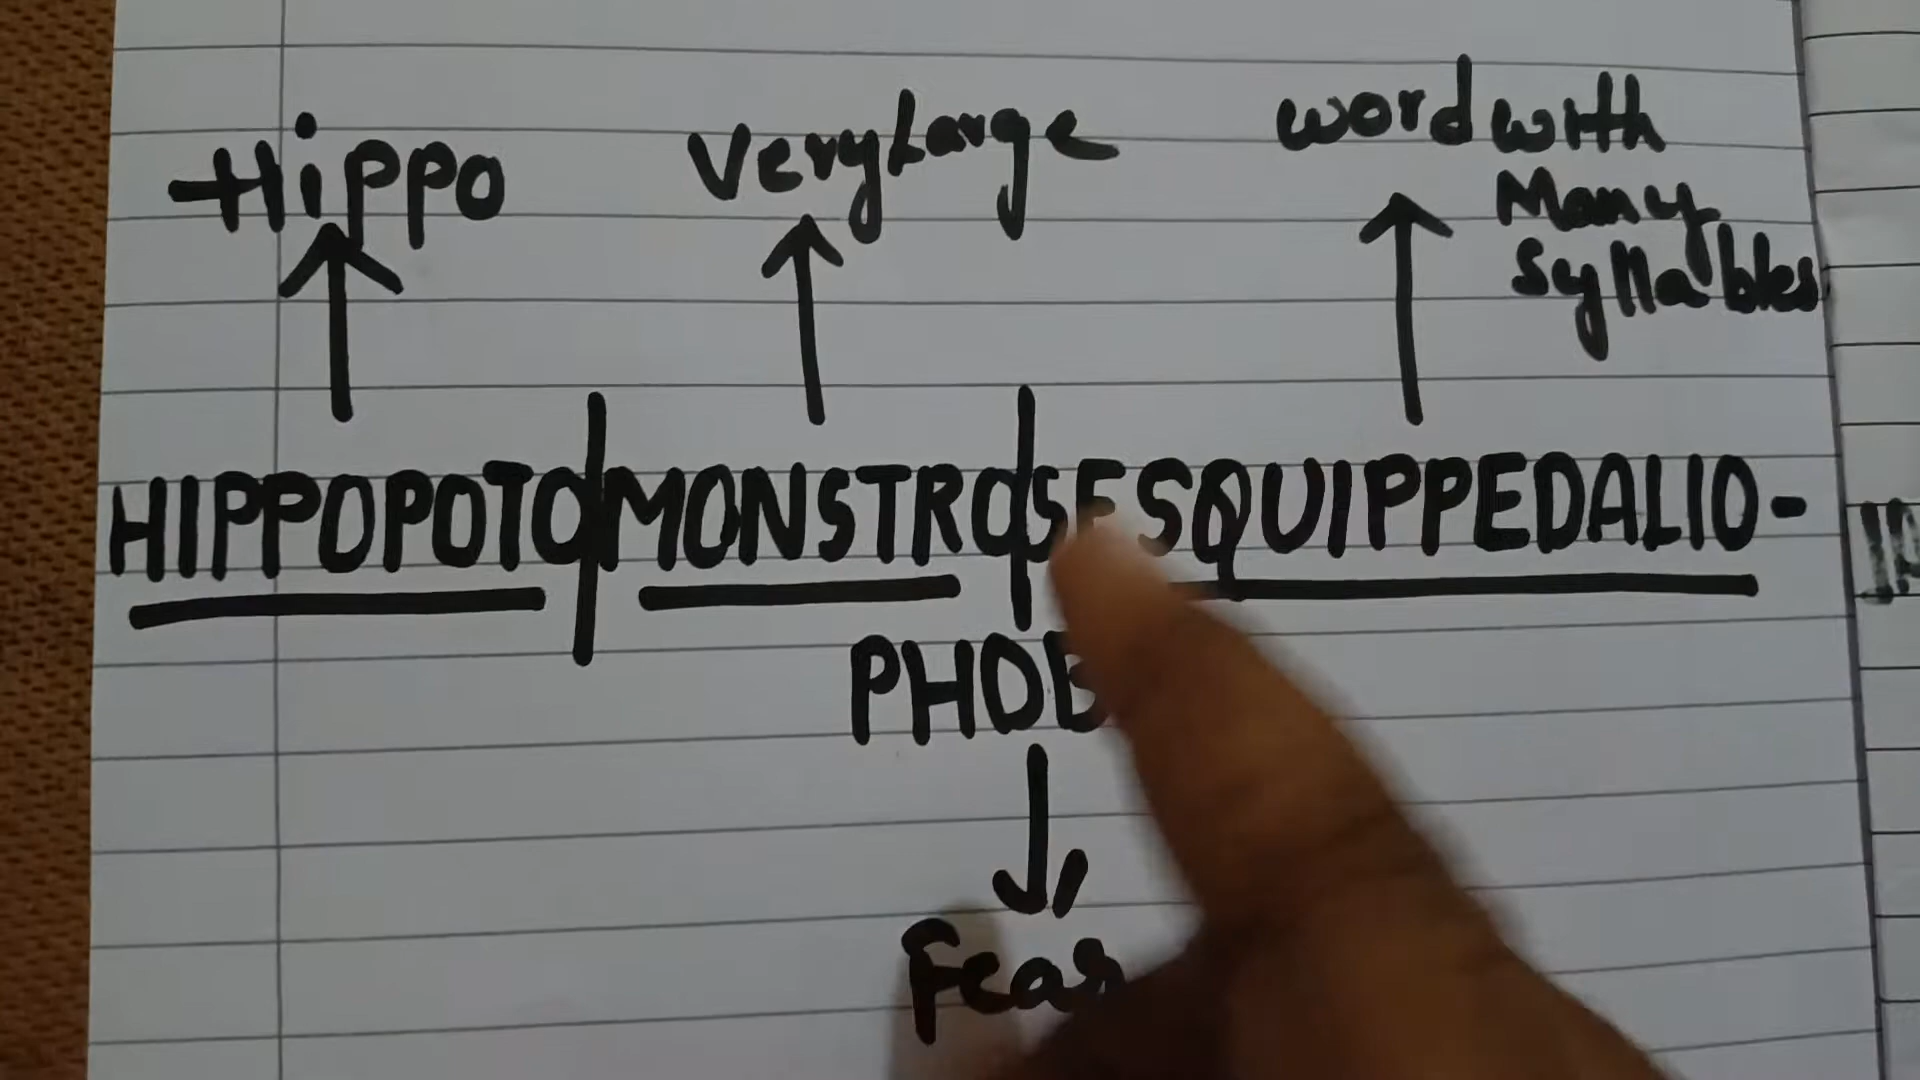 Hippo
Very Large
word with
Many
Syllables
HIPPOPOTOMONSTROSESQUIPPEDALIO-
PHOB
Fear